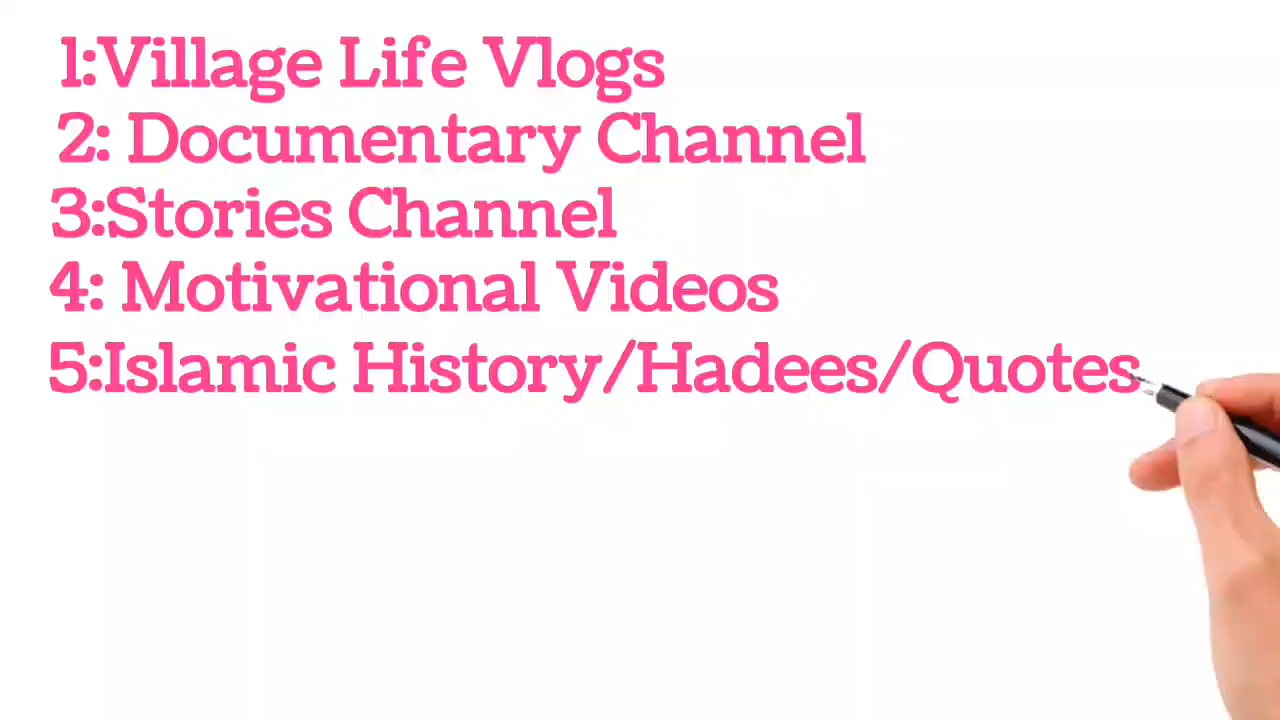 1:Village Life Vlogs
2: Documentary Channel
3:Stories Channel
4: Motivational Videos
5:Islamic History/Hadees/Quotes